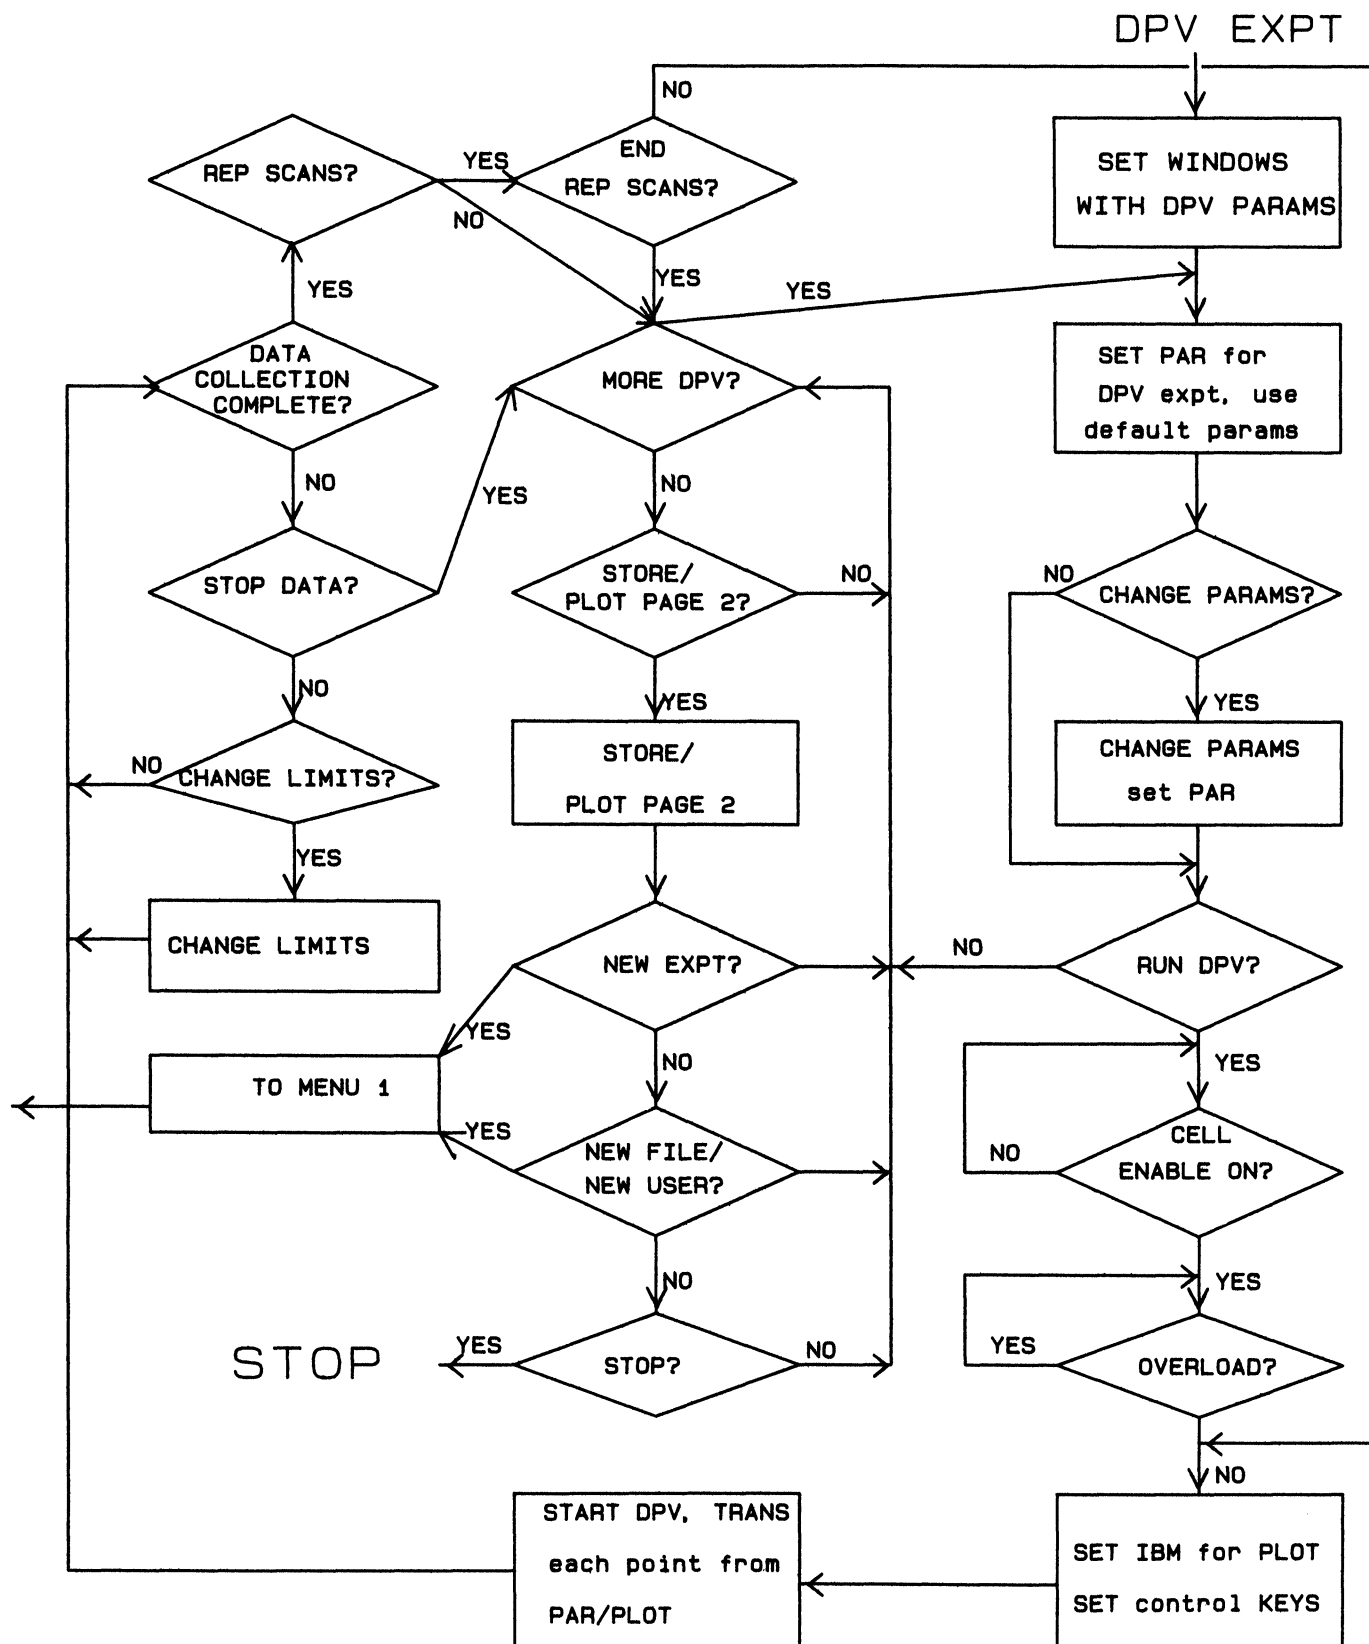 DPV EXPT
NO
REP SCANS?
YES
NO
END
REP SCANS?
SET WINDOWS
WITH DPV PARAMS
YES
YES
YES
DATA
COLLECTION
COMPLETE?
MORE DPV?
SET PAR for
DPV expt, use
default params
NO
YES
NO
STOP DATA?
STORE/
PLOT PAGE 2?
NO
NO
CHANGE PARAMS?
NO
YES
YES
NO
CHANGE LIMITS?
STORE/
PLOT PAGE 2
CHANGE PARAMS
set PAR
YES
CHANGE LIMITS
NEW EXPT?
NO
RUN DPV?
YES
NO
YES
TO MENU 1
YES
NEW FILE/
NEW USER?
NO
CELL
ENABLE ON?
NO
YES
STOP
YES
STOP?
NO
YES
OVERLOAD?
NO
START DPV, TRANS
each point from
PAR/PLOT
SET IBM for PLOT
SET control KEYS